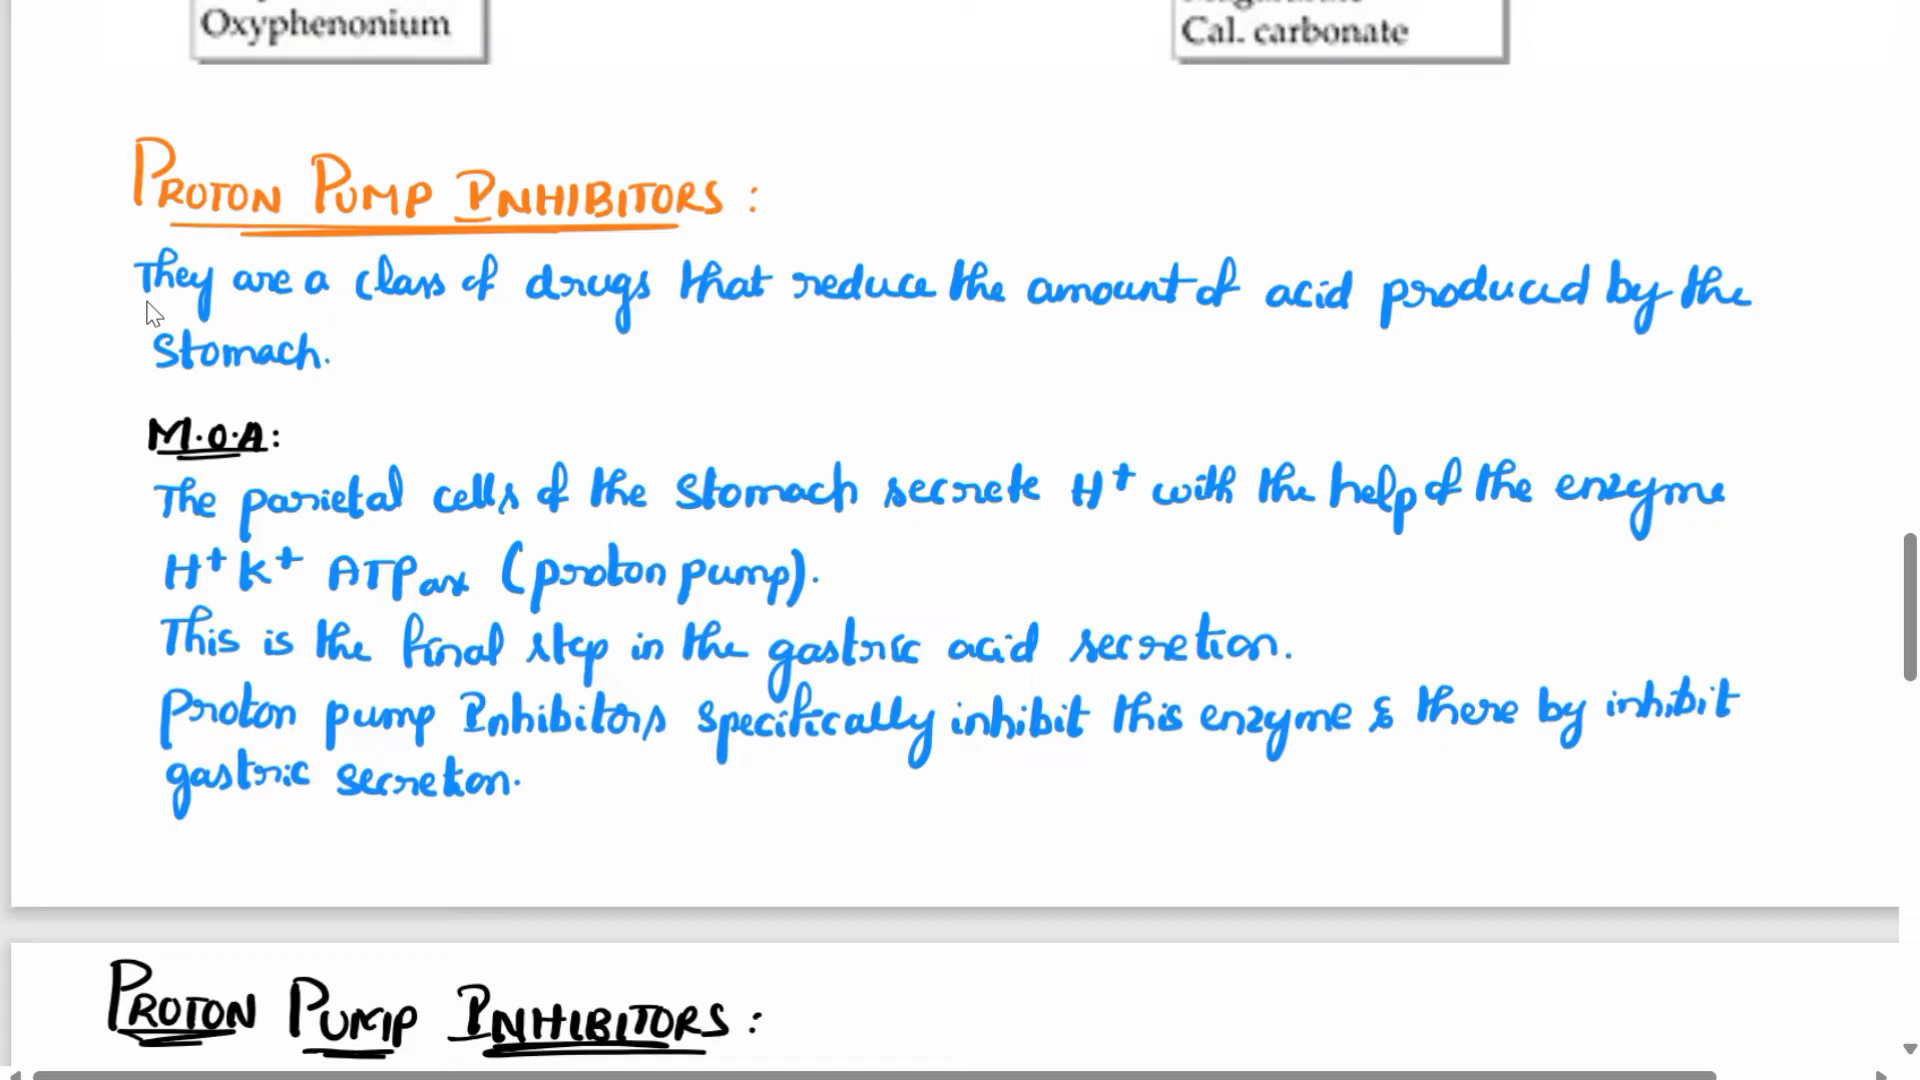 Oxyphenonium
Cal. carbonate
PROTON PUMP INHIBITORS :
They are a class of drugs that reduce the amount of acid produced by the
Stomach.
M.O.A:
The parietal cells of the stomach secrete H⁺ with the help of the enzyme
H⁺ K⁺ ATPase (proton pump).
This is the final step in the gastric acid secretion.
Proton pump Inhibitors specifically inhibit this enzyme & there by inhibit
gastric secretion.
PROTON PUMP INHIBITORS :